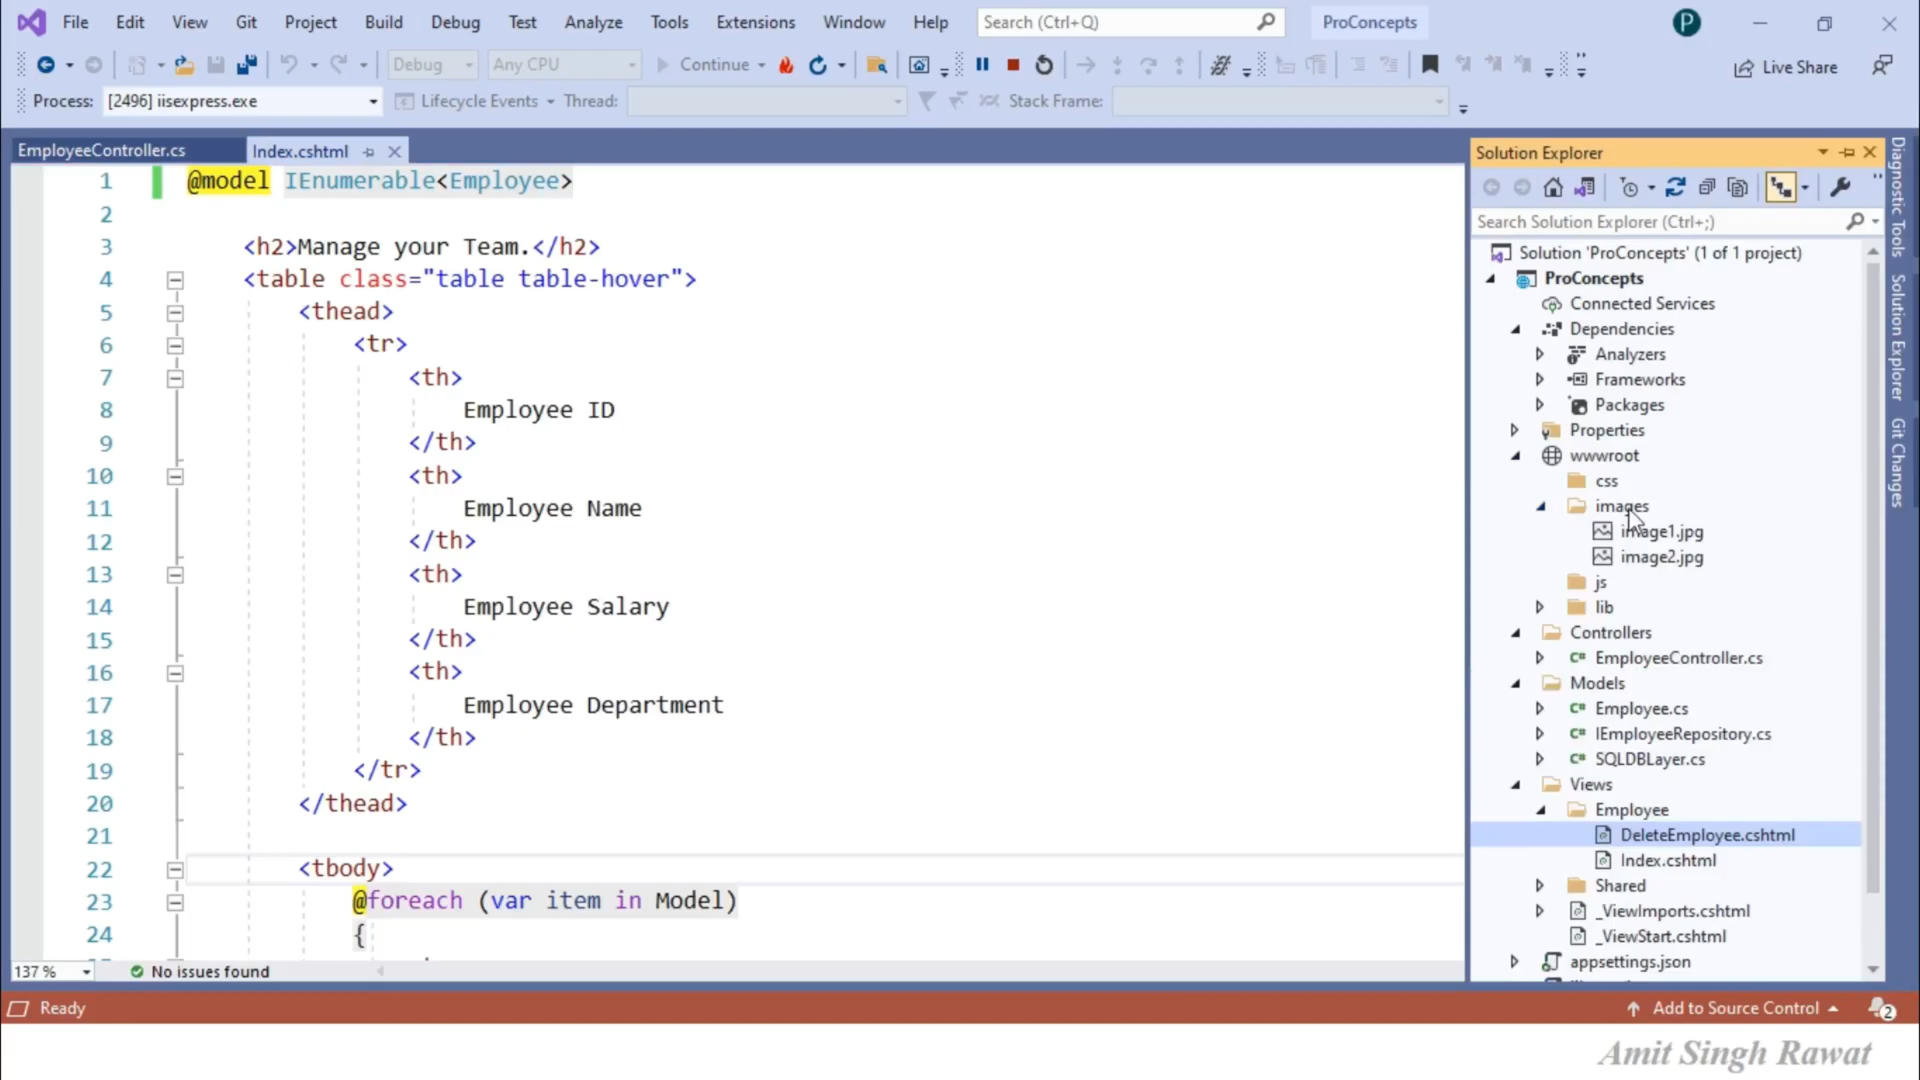 File Edit View Git Project Build Debug Test Analyze Tools Extensions Window Help Search (Ctrl+Q) ProConcepts P
Debug Any CPU Continue Live Share
Process: [2496] iisexpress.exe Lifecycle Events Thread: Stack Frame:
EmployeeController.cs Index.cshtml
1 @model IEnumerable<Employee>
2
3 <h2>Manage your Team.</h2>
4 <table class="table table-hover">
5 <thead>
6 <tr>
7 <th>
8 Employee ID
9 </th>
10 <th>
11 Employee Name
12 </th>
13 <th>
14 Employee Salary
15 </th>
16 <th>
17 Employee Department
18 </th>
19 </tr>
20 </thead>
21
22 <tbody>
23 @foreach (var item in Model)
24 {
137 % No issues found
Solution Explorer
Search Solution Explorer (Ctrl+;)
Solution 'ProConcepts' (1 of 1 project)
ProConcepts
Connected Services
Dependencies
Analyzers
Frameworks
Packages
Properties
wwwroot
css
images
image1.jpg
image2.jpg
js
lib
Controllers
EmployeeController.cs
Models
Employee.cs
IEmployeeRepository.cs
SQLDBLayer.cs
Views
Employee
DeleteEmployee.cshtml
Index.cshtml
Shared
_ViewImports.cshtml
_ViewStart.cshtml
appsettings.json
Diagnostic Tools
Solution Explorer
Git Changes
Ready Add to Source Control 2
Amit Singh Rawat